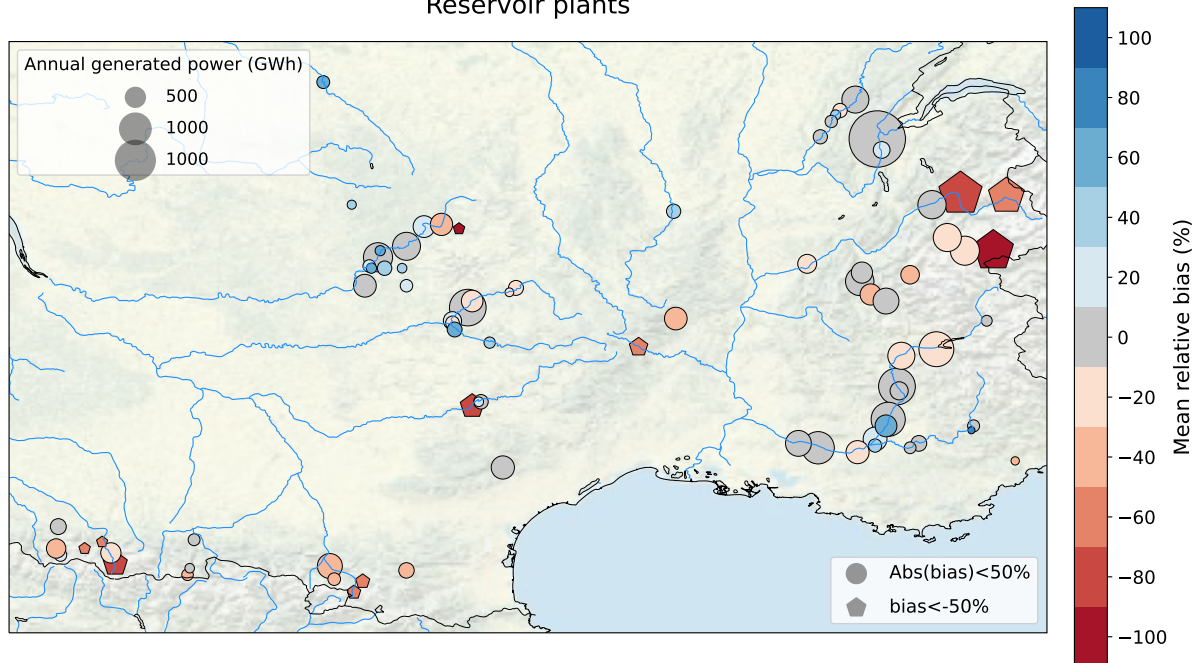 Reservoir plants
Annual generated power (GWh)
500
1000
1000
Abs(bias)<50%
bias<-50%
100
80
60
40
20
0
−20
−40
−60
−80
−100
Mean relative bias (%)